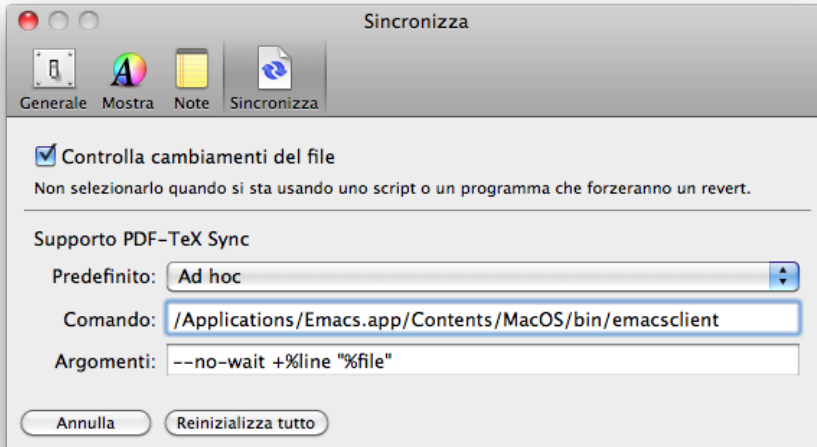 Sincronizza
Generale Mostra Note Sincronizza
Controlla cambiamenti del file
Non selezionarlo quando si sta usando uno script o un programma che forzeranno un revert.
Supporto PDF-TeX Sync
Predefinito: Ad hoc
Comando: /Applications/Emacs.app/Contents/MacOS/bin/emacsclient
Argomenti: --no-wait +%line "%file"
Annulla Reinizializza tutto